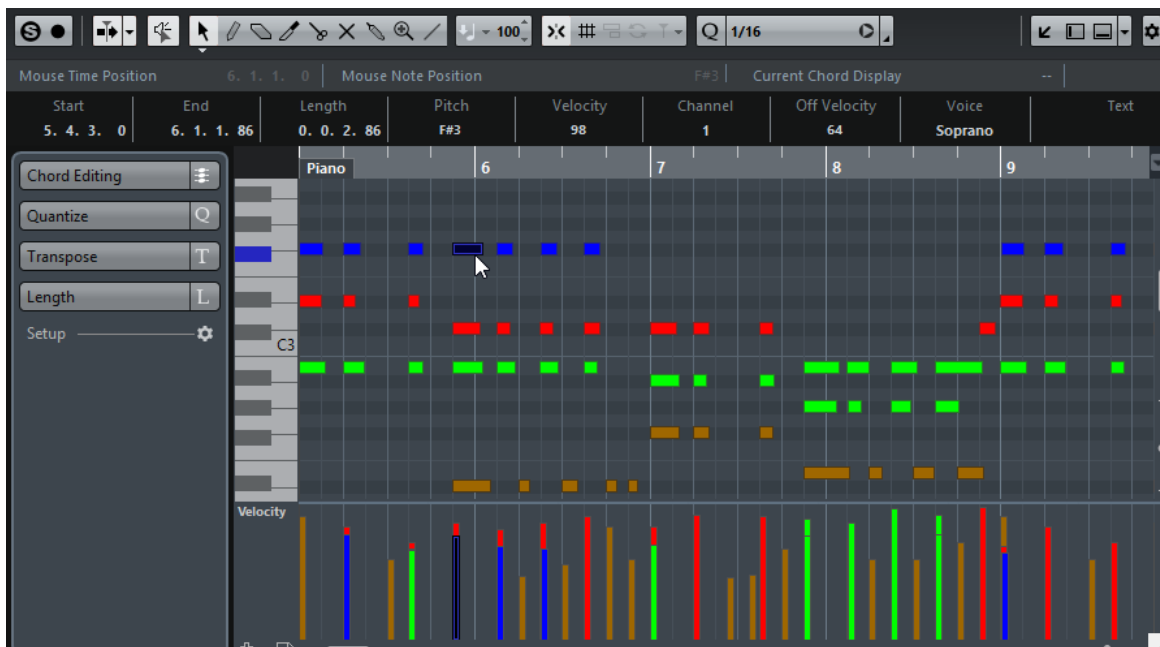 S 100 Q 1/16
Mouse Time Position 6. 1. 1. 0 Mouse Note Position F#3 Current Chord Display --
Start End Length Pitch Velocity Channel Off Velocity Voice Text
5. 4. 3. 0 6. 1. 1. 86 0. 0. 2. 86 F#3 98 1 64 Soprano
Piano 6 7 8 9
Chord Editing
Quantize Q
Transpose T
Length L
Setup
C3
Velocity